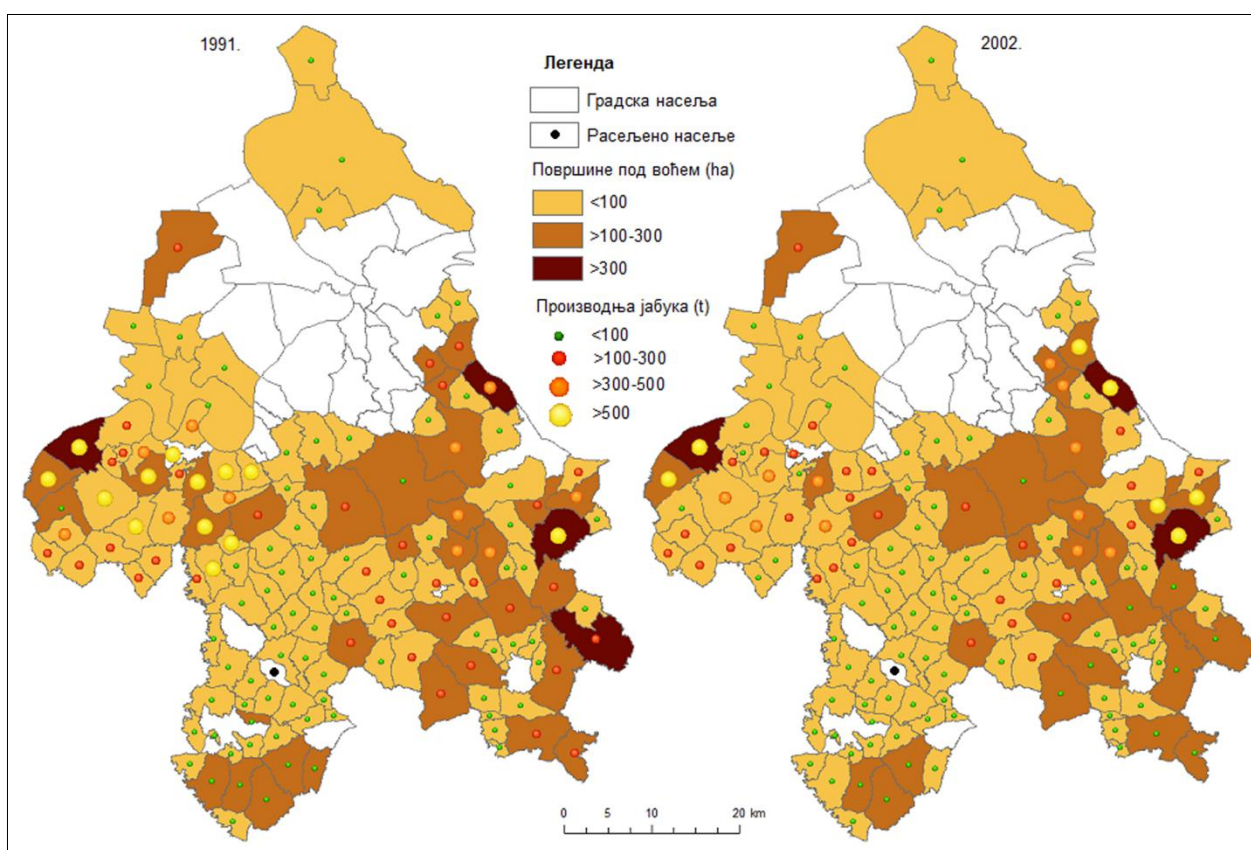 1991.
2002.
Легенда
Градска насеља
Расељено насеље
Површине под воћем (ha)
<100
>100-300
>300
Производња јабука (t)
<100
>100-300
>300-500
>500
0 5 10 20 km